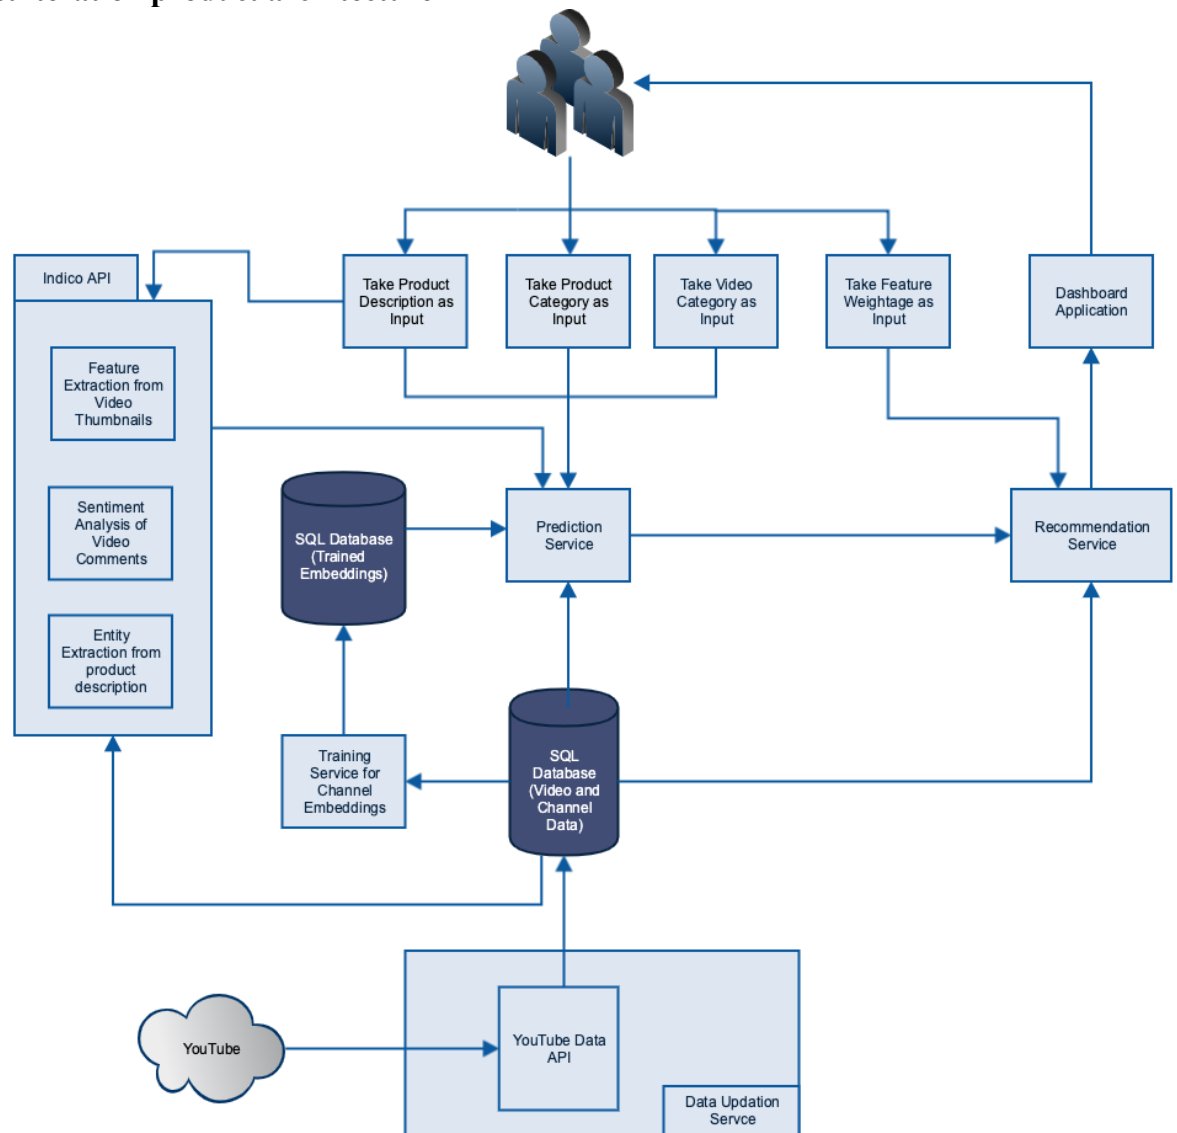 Indico API
Take Product
Description as
Input
Take Product
Category as
Input
Take Video
Category as
Input
Take Feature
Weightage as
Input
Dashboard
Application
Feature
Extraction from
Video
Thumbnails
Sentiment
Analysis of
Video
Comments
Entity
Extraction from
product
description
SQL Database
(Trained
Embeddings)
Prediction
Service
Recommendation
Service
Training
Service for
Channel
Embeddings
SQL
Database
(Video and
Channel
Data)
YouTube
YouTube Data
API
Data Updation
Servce